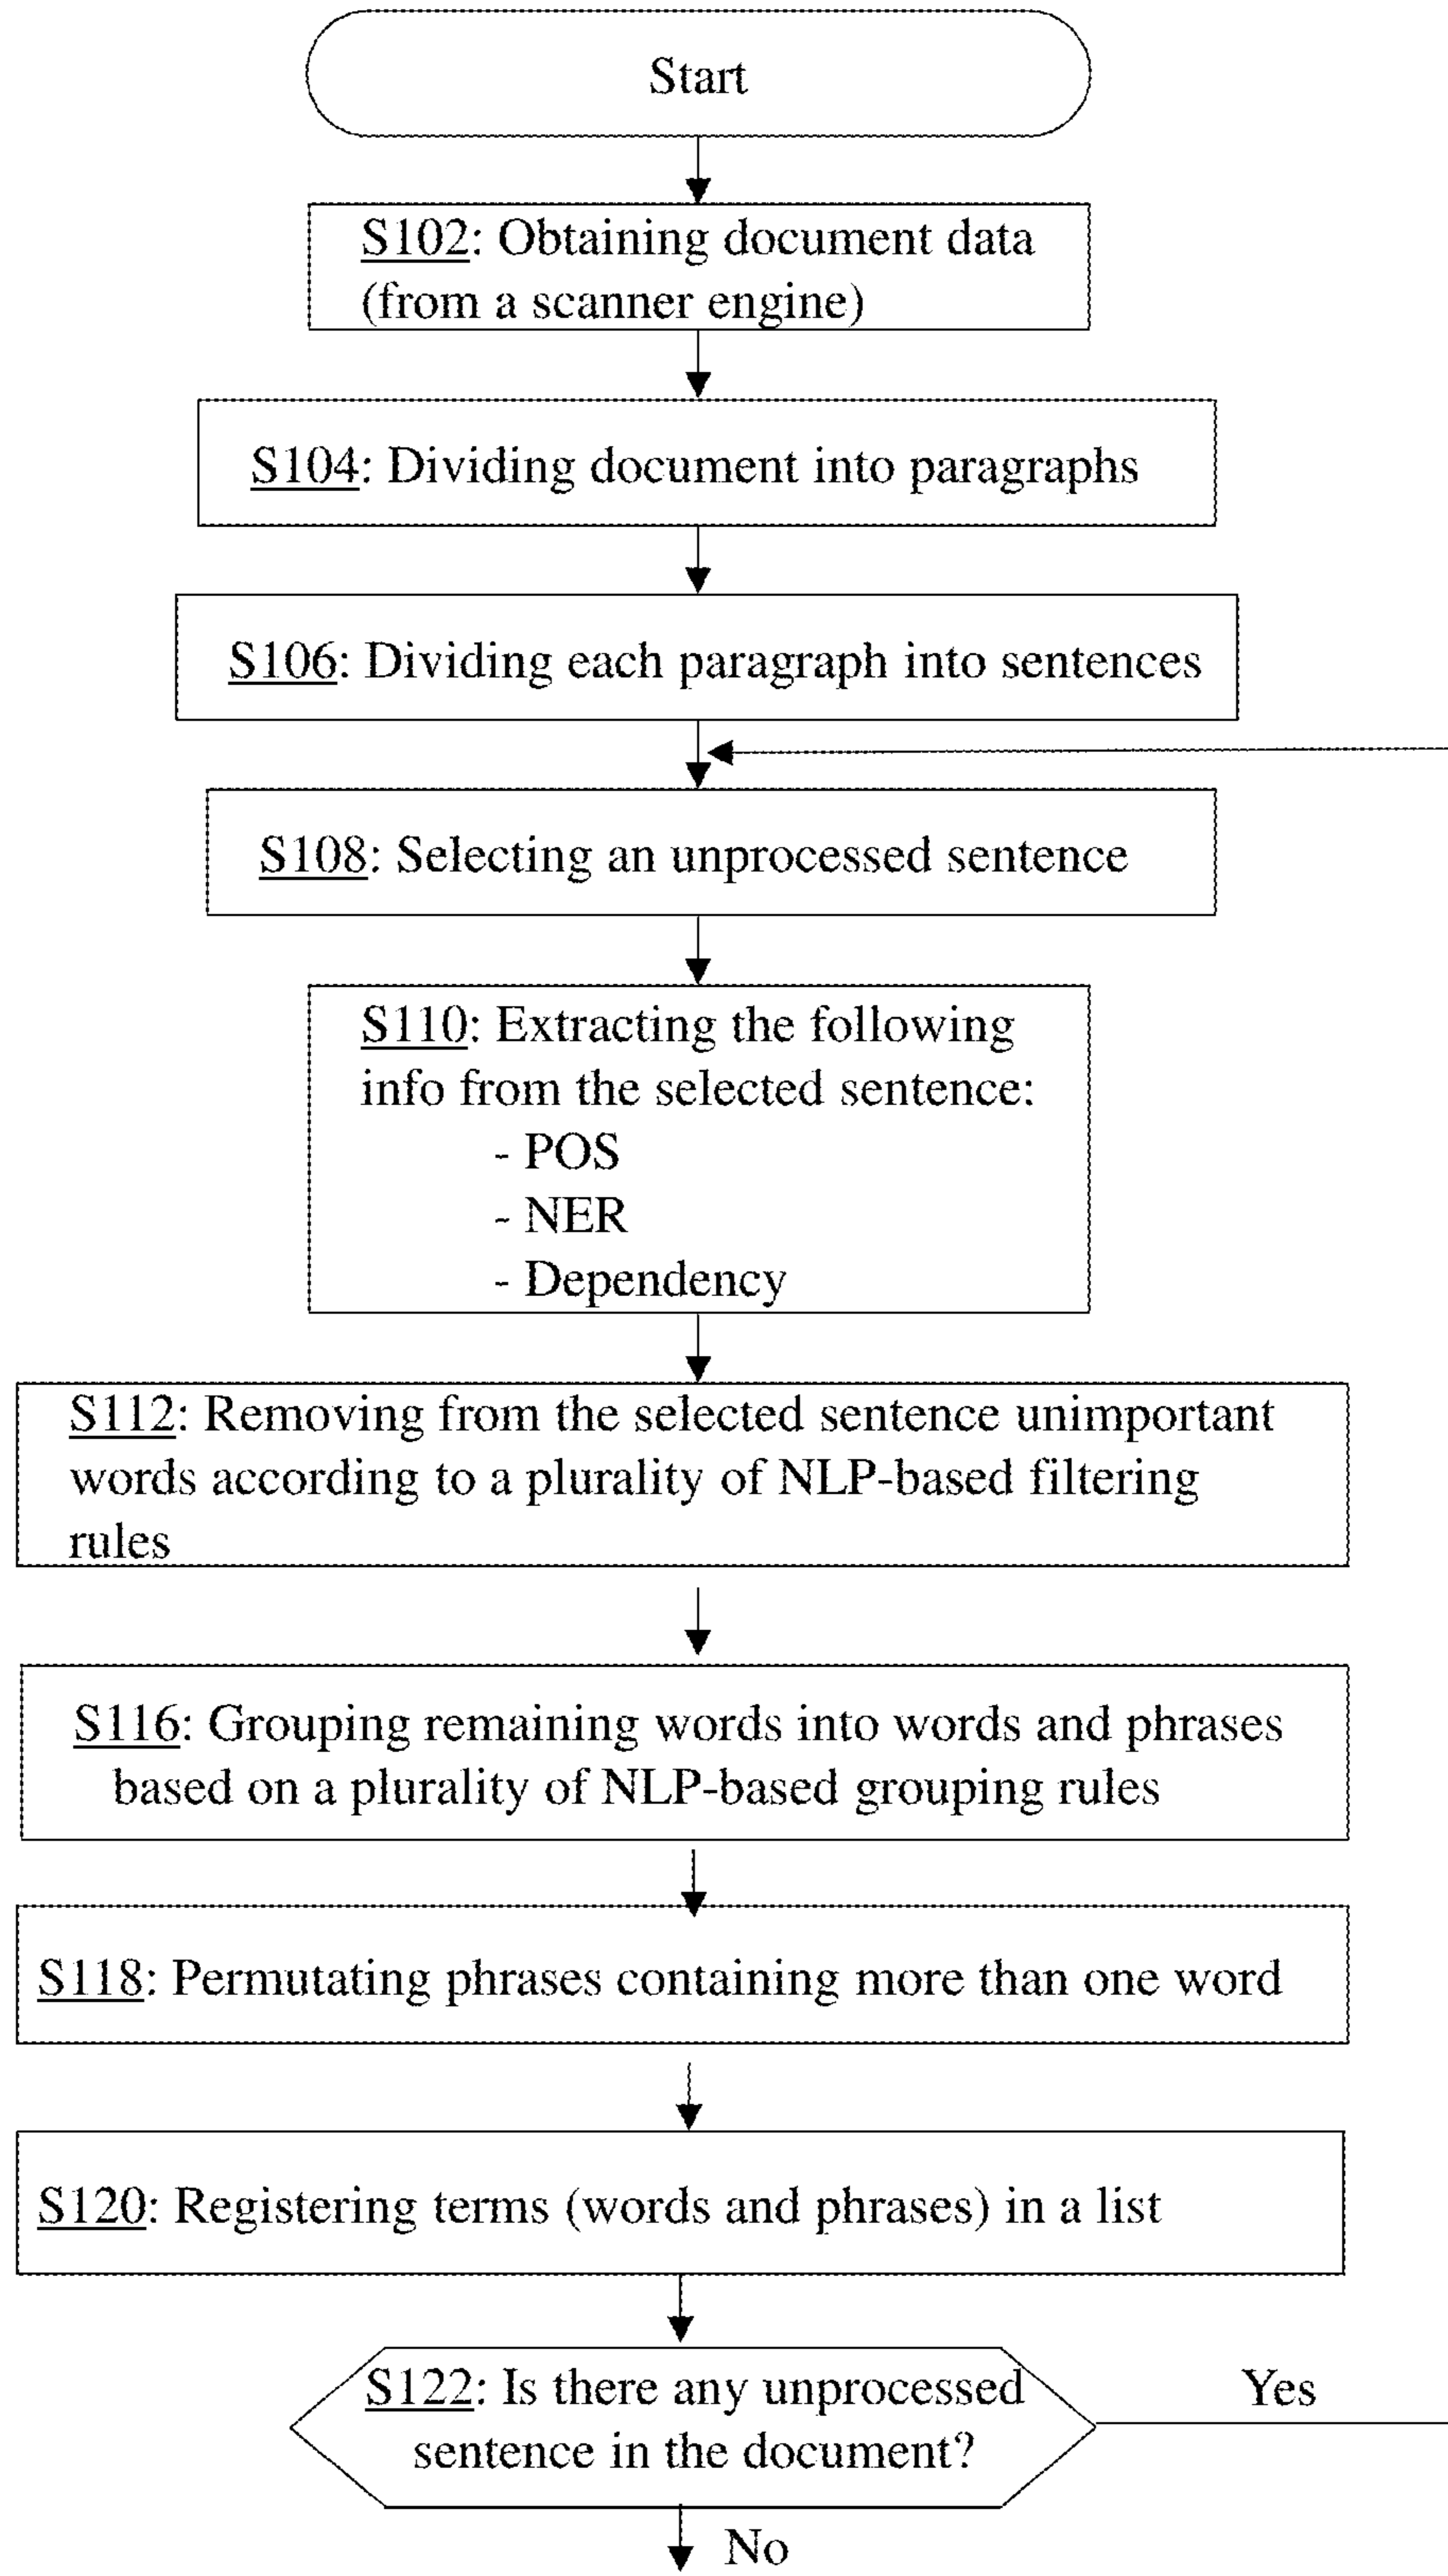 Start
S102: Obtaining document data
(from a scanner engine)
S104: Dividing document into paragraphs
S106: Dividing each paragraph into sentences
S108: Selecting an unprocessed sentence
S110: Extracting the following
info from the selected sentence:
- POS
- NER
- Dependency
S112: Removing from the selected sentence unimportant
words according to a plurality of NLP-based filtering
rules
S116: Grouping remaining words into words and phrases
based on a plurality of NLP-based grouping rules
S118: Permutating phrases containing more than one word
S120: Registering terms (words and phrases) in a list
S122: Is there any unprocessed
sentence in the document?
Yes
No